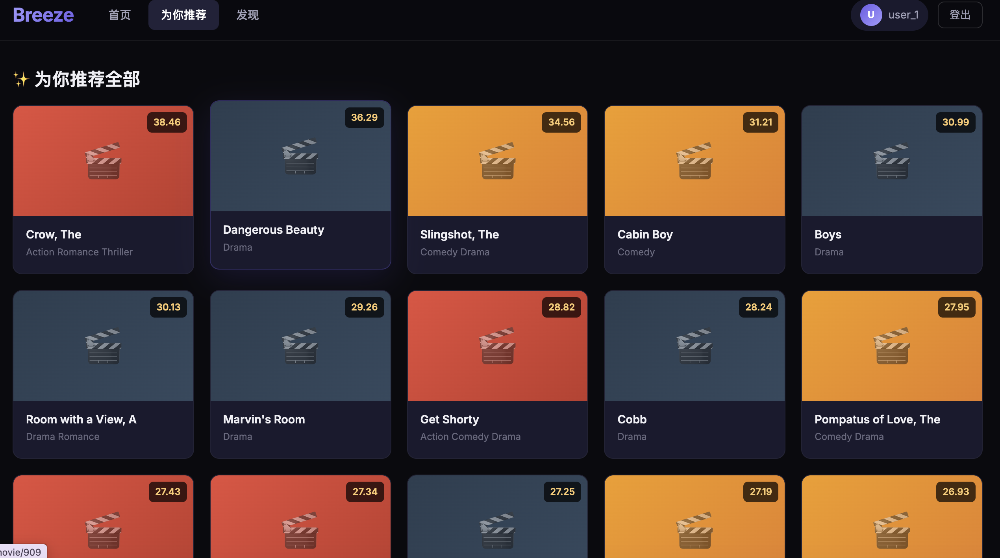 Breeze
首页
为你推荐
发现
U
user_1
登出
✨ 为你推荐全部
38.46
36.29
34.56
31.21
30.99
Crow, The
Action Romance Thriller
Dangerous Beauty
Drama
Slingshot, The
Comedy Drama
Cabin Boy
Comedy
Boys
Drama
30.13
29.26
28.82
28.24
27.95
Room with a View, A
Drama Romance
Marvin's Room
Drama
Get Shorty
Action Comedy Drama
Cobb
Drama
Pompatus of Love, The
Comedy Drama
27.43
27.34
27.25
27.19
26.93
movie/909